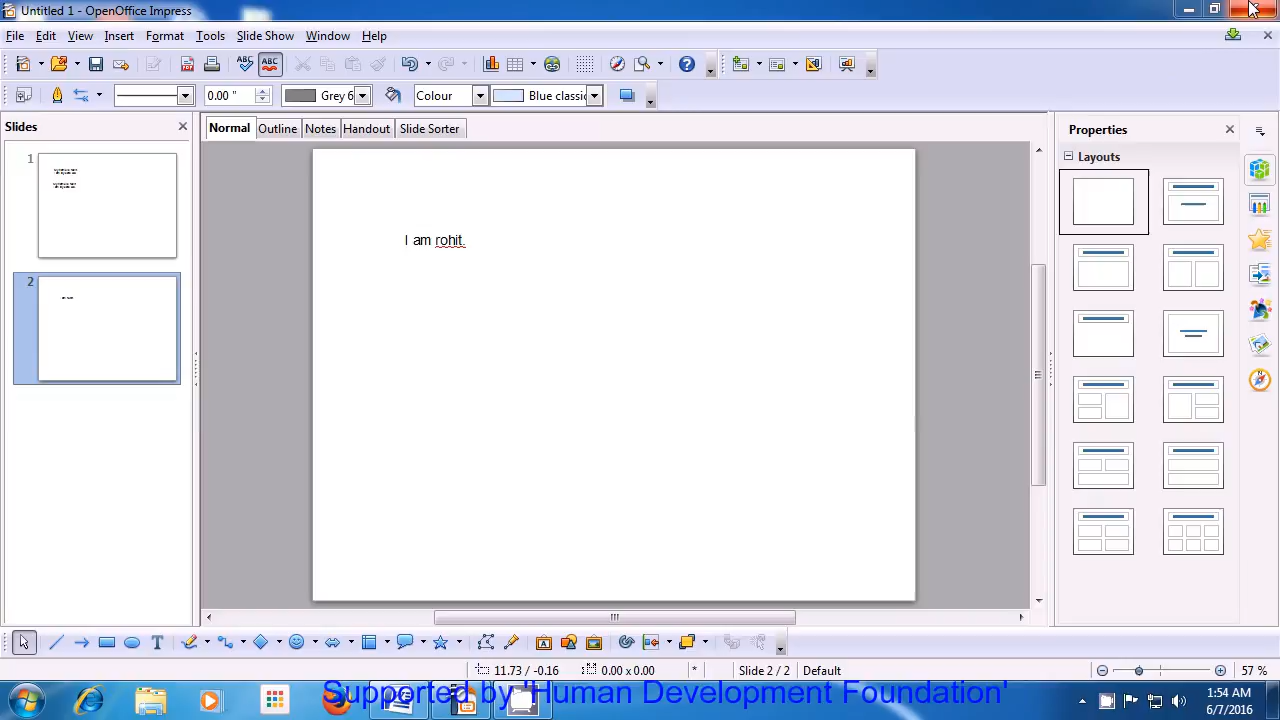 Untitled 1 - OpenOffice Impress
File Edit View Insert Format Tools Slide Show Window Help
0.00 " Grey 6 Colour Blue classic
Slides
Normal Outline Notes Handout Slide Sorter
Properties
Layouts
1
2
I am rohit.
11.73 / -0.16 0.00 x 0.00 * Slide 2 / 2 Default 57 %
Supported by 'Human Development Foundation'
1:54 AM
6/7/2016